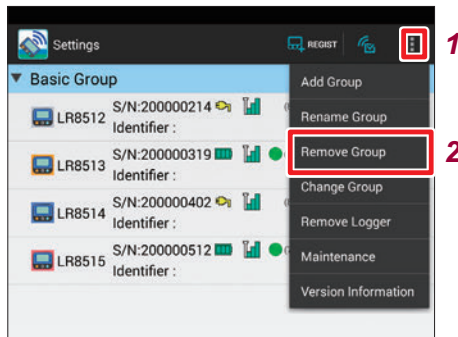 Settings
REGIST
1
Basic Group
Add Group
LR8512
S/N:200000214
Identifier :
Rename Group
LR8513
S/N:200000319
Identifier :
Remove Group
2
Change Group
LR8514
S/N:200000402
Identifier :
Remove Logger
LR8515
S/N:200000512
Identifier :
Maintenance
Version Information